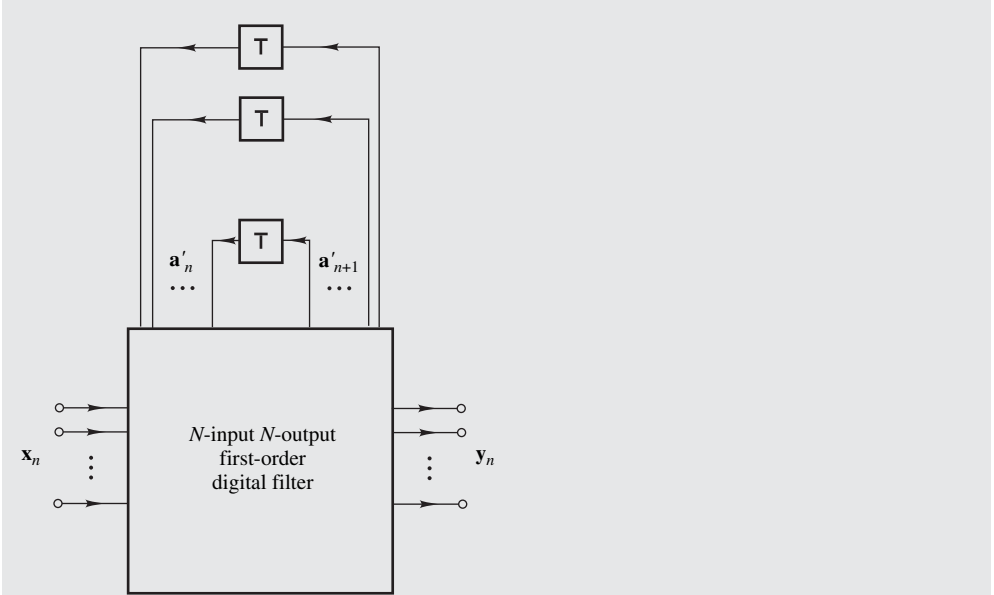 T
T
T
a′n
a′n+1
...
...
N-input N-output
first-order
digital filter
xn
yn